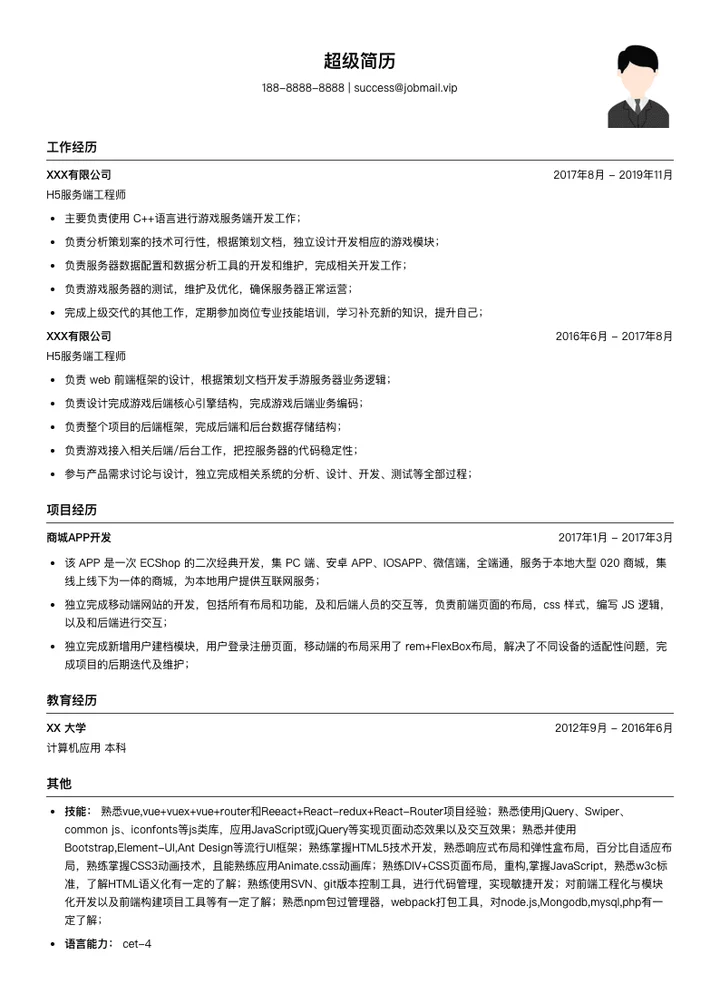 超级简历
188-8888-8888 | success@jobmail.vip
工作经历
XXX有限公司 2017年8月 – 2019年11月
H5服务端工程师
• 主要负责使用 C++语言进行游戏服务端开发工作；
• 负责分析策划案的技术可行性，根据策划文档，独立设计开发相应的游戏模块；
• 负责服务器数据配置和数据分析工具的开发和维护，完成相关开发工作；
• 负责游戏服务器的测试，维护及优化，确保服务器正常运营；
• 完成上级交代的其他工作，定期参加岗位专业技能培训，学习补充新的知识，提升自己；
XXX有限公司 2016年6月 – 2017年8月
H5服务端工程师
• 负责 web 前端框架的设计，根据策划文档开发手游服务器业务逻辑；
• 负责设计完成游戏后端核心引擎结构，完成游戏后端业务编码；
• 负责整个项目的后端框架，完成后端和后台数据存储结构；
• 负责游戏接入相关后端/后台工作，把控服务器的代码稳定性；
• 参与产品需求讨论与设计，独立完成相关系统的分析、设计、开发、测试等全部过程；
项目经历
商城APP开发 2017年1月 – 2017年3月
• 该 APP 是一次 ECShop 的二次经典开发，集 PC 端、安卓 APP、IOSAPP、微信端，全端通，服务于本地大型 020 商城，集
线上线下为一体的商城，为本地用户提供互联网服务；
• 独立完成移动端网站的开发，包括所有布局和功能，及和后端人员的交互等，负责前端页面的布局，css 样式，编写 JS 逻辑，
以及和后端进行交互；
• 独立完成新增用户建档模块，用户登录注册页面，移动端的布局采用了 rem+FlexBox布局，解决了不同设备的适配性问题，完
成项目的后期迭代及维护；
教育经历
XX 大学 2012年9月 – 2016年6月
计算机应用 本科
其他
• 技能： 熟悉vue,vue+vuex+vue+router和Reeact+React-redux+React-Router项目经验；熟悉使用jQuery、Swiper、
common js、iconfonts等js类库，应用JavaScript或jQuery等实现页面动态效果以及交互效果；熟悉并使用
Bootstrap,Element-UI,Ant Design等流行UI框架；熟练掌握HTML5技术开发，熟悉响应式布局和弹性盒布局，百分比自适应布
局，熟练掌握CSS3动画技术，且能熟练应用Animate.css动画库；熟练DIV+CSS页面布局，重构,掌握JavaScript，熟悉w3c标
准，了解HTML语义化有一定的了解；熟练使用SVN、git版本控制工具，进行代码管理，实现敏捷开发；对前端工程化与模块
化开发以及前端构建项目工具等有一定了解；熟悉npm包过管理器，webpack打包工具，对node.js,Mongodb,mysql,php有一
定了解；
• 语言能力： cet-4